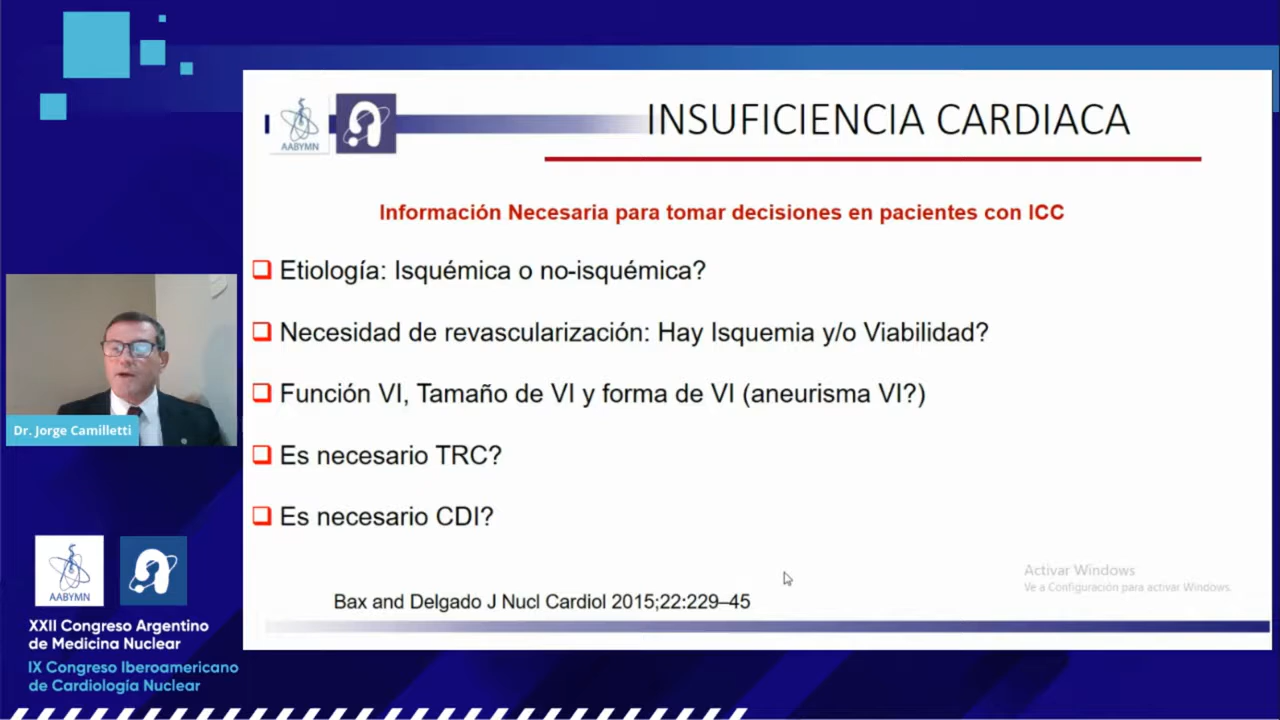 AABYMN
INSUFICIENCIA CARDIACA
Información Necesaria para tomar decisiones en pacientes con ICC
Etiología: Isquémica o no-isquémica?
Necesidad de revascularización: Hay Isquemia y/o Viabilidad?
Función VI, Tamaño de VI y forma de VI (aneurisma VI?)
Es necesario TRC?
Es necesario CDI?
Bax and Delgado J Nucl Cardiol 2015;22:229–45
Activar Windows
Ve a Configuración para activar Windows.
Dr. Jorge Camilletti
AABYMN
XXII Congreso Argentino
de Medicina Nuclear
IX Congreso Iberoamericano
de Cardiología Nuclear